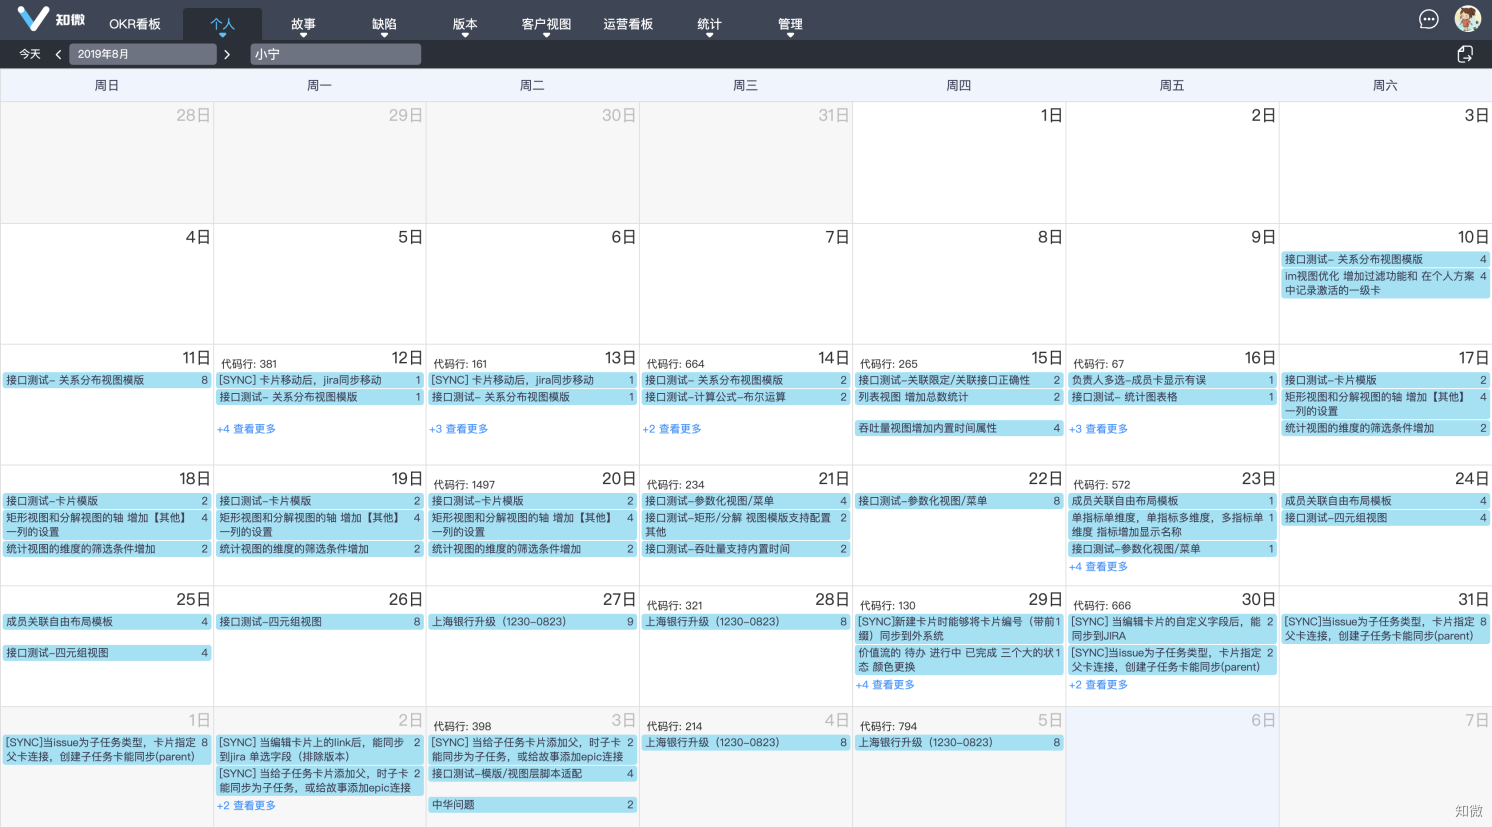 知微 OKR看板 个人 故事 缺陷 版本 客户视图 运营看板 统计 管理
今天 2019年8月 小宁
周日 周一 周二 周三 周四 周五 周六
28日 29日 30日 31日 1日 2日 3日
4日 5日 6日 7日 8日 9日 10日
接口测试- 关系分布视图模版 4
im视图优化 增加过滤功能和 在个人方案 4
中记录激活的一级卡
11日
接口测试- 关系分布视图模版 8
代码行: 381 12日
[SYNC] 卡片移动后，jira同步移动 1
接口测试- 关系分布视图模版 1
+4 查看更多
代码行: 161 13日
[SYNC] 卡片移动后，jira同步移动 1
接口测试- 关系分布视图模版 1
+3 查看更多
代码行: 664 14日
接口测试- 关系分布视图模版 2
接口测试-计算公式-布尔运算 2
+2 查看更多
代码行: 265 15日
接口测试-关联限定/关联接口正确性 2
列表视图 增加总数统计 2
吞吐量视图增加内置时间属性 4
代码行: 67 16日
负责人多选-成员卡显示有误 1
接口测试- 统计图表格 1
+3 查看更多
17日
接口测试-卡片模版 2
矩形视图和分解视图的轴 增加【其他】 4
一列的设置
统计视图的维度的筛选条件增加 2
18日
接口测试-卡片模版 2
矩形视图和分解视图的轴 增加【其他】 4
一列的设置
统计视图的维度的筛选条件增加 2
19日
接口测试-卡片模版 2
矩形视图和分解视图的轴 增加【其他】 4
一列的设置
统计视图的维度的筛选条件增加 2
代码行: 1497 20日
接口测试-卡片模版 2
矩形视图和分解视图的轴 增加【其他】 4
一列的设置
统计视图的维度的筛选条件增加 2
代码行: 234 21日
接口测试-参数化视图/菜单 4
接口测试-矩形/分解 视图模版支持配置 2
其他
接口测试-吞吐量支持内置时间 2
22日
接口测试-参数化视图/菜单 8
代码行: 572 23日
成员关联自由布局模板 1
单指标单维度，单指标多维度，多指标单 1
维度 指标增加显示名称
接口测试-参数化视图/菜单 1
+4 查看更多
24日
成员关联自由布局模板 4
接口测试-四元组视图 4
25日
成员关联自由布局模板 4
接口测试-四元组视图 4
26日
接口测试-四元组视图 8
27日
上海银行升级（1230-0823） 9
代码行: 321 28日
上海银行升级（1230-0823） 8
代码行: 130 29日
[SYNC]新建卡片时能够将卡片编号（带前 1
缀）同步到外系统
价值流的 待办 进行中 已完成 三个大的状 1
态 颜色更换
+4 查看更多
代码行: 666 30日
[SYNC] 当编辑卡片的自定义字段后，能 2
同步到JIRA
[SYNC]当issue为子任务类型，卡片指定 2
父卡连接，创建子任务卡能同步(parent)
+2 查看更多
31日
[SYNC]当issue为子任务类型，卡片指定 8
父卡连接，创建子任务卡能同步(parent)
1日
[SYNC]当issue为子任务类型，卡片指定 8
父卡连接，创建子任务卡能同步(parent)
2日
[SYNC] 当编辑卡片上的link后，能同步 2
到jira 单选字段（排除版本）
[SYNC] 当给子任务卡片添加父，时子卡 2
能同步为子任务，或给故事添加epic连接
+2 查看更多
代码行: 398 3日
[SYNC] 当给子任务卡片添加父，时子卡 2
能同步为子任务，或给故事添加epic连接
接口测试-模版/视图层脚本适配 4
中华问题 2
代码行: 214 4日
上海银行升级（1230-0823） 8
代码行: 794 5日
上海银行升级（1230-0823） 8
6日
7日
知微